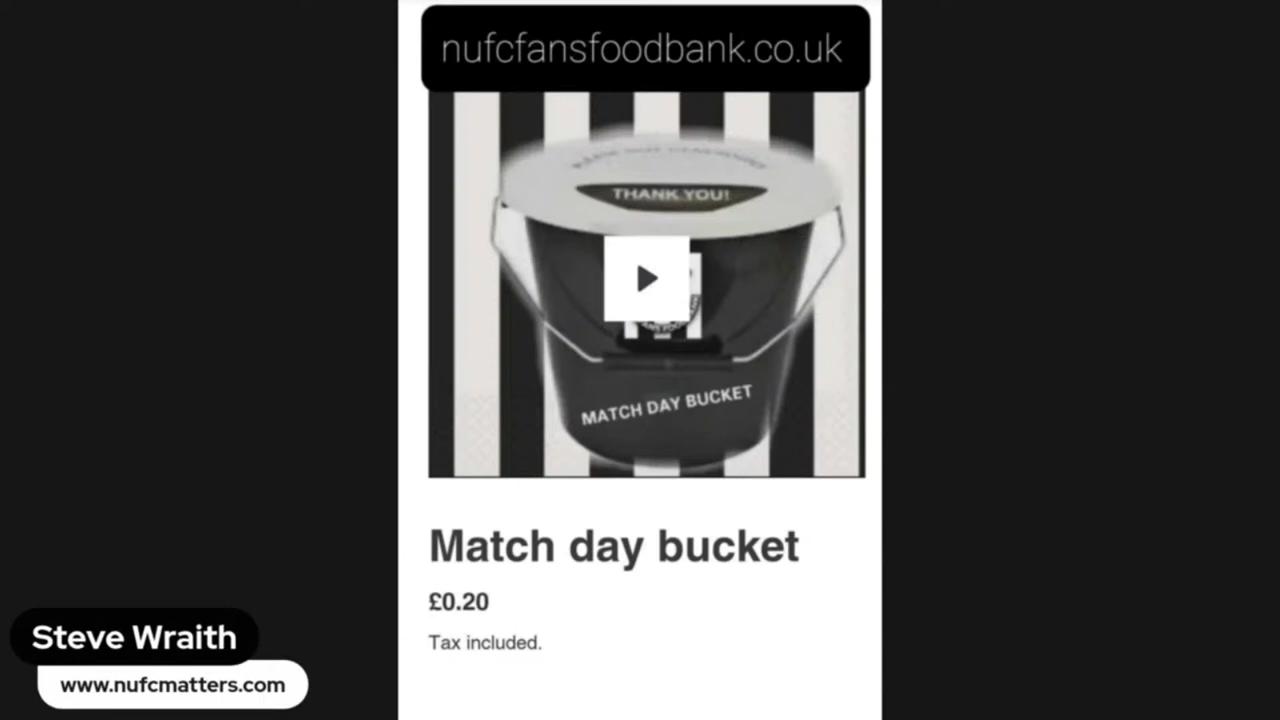 nufcfansfoodbank.co.uk
THANK YOU!
MATCH DAY BUCKET
Match day bucket
£0.20
Tax included.
Steve Wraith
www.nufcmatters.com